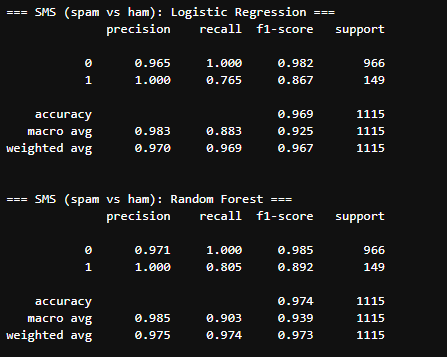 === SMS (spam vs ham): Logistic Regression ===
              precision    recall  f1-score   support

           0      0.965     1.000     0.982       966
           1      1.000     0.765     0.867       149

    accuracy                          0.969      1115
   macro avg      0.983     0.883     0.925      1115
weighted avg      0.970     0.969     0.967      1115

=== SMS (spam vs ham): Random Forest ===
              precision    recall  f1-score   support

           0      0.971     1.000     0.985       966
           1      1.000     0.805     0.892       149

    accuracy                          0.974      1115
   macro avg      0.985     0.903     0.939      1115
weighted avg      0.975     0.974     0.973      1115